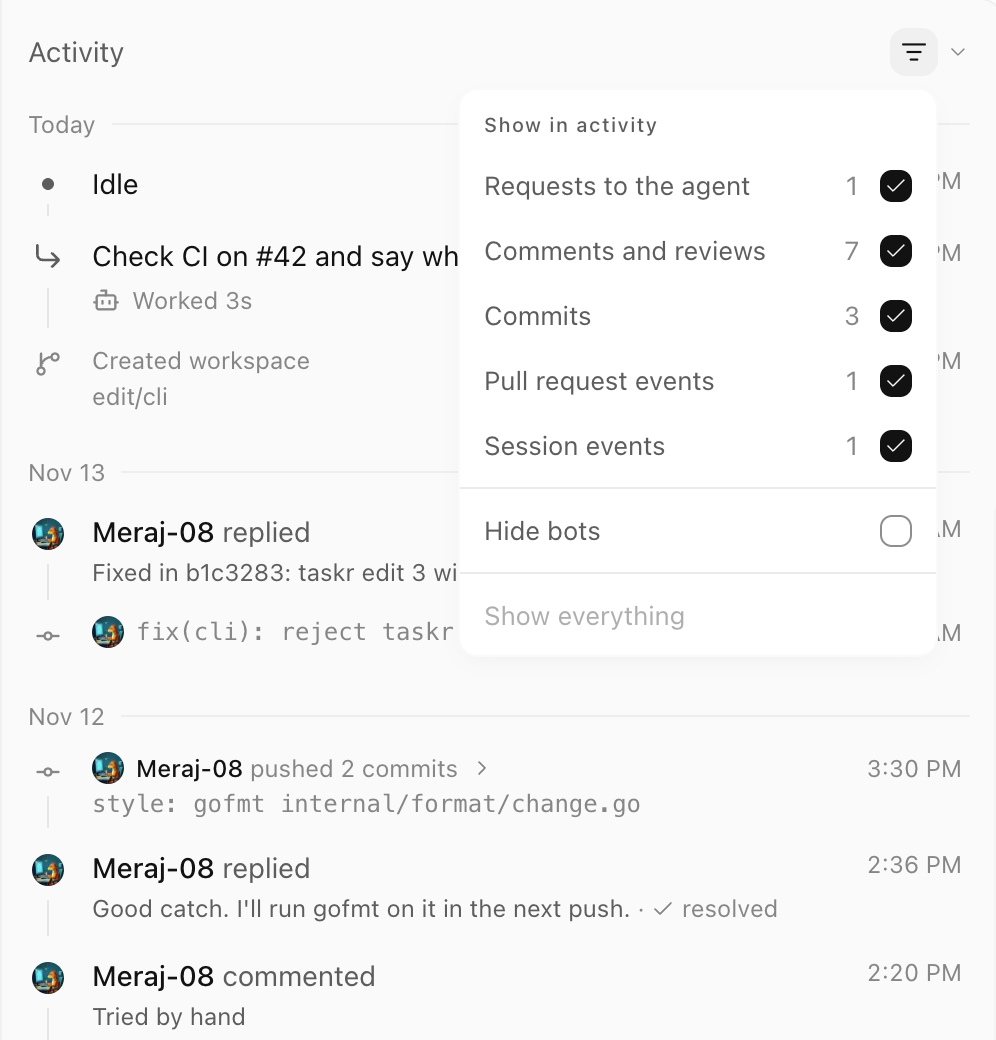 Activity
Today
Show in activity
Idle
Requests to the agent 1
PM
Check CI on #42 and say wh
Comments and reviews 7
PM
Worked 3s
Commits 3
Created workspace
PM
edit/cli
Pull request events 1
Session events 1
Nov 13
Meraj-08 replied
Hide bots
AM
Fixed in b1c3283: taskr edit 3 wi
Show everything
fix(cli): reject taskr
AM
Nov 12
Meraj-08 pushed 2 commits
3:30 PM
style: gofmt internal/format/change.go
Meraj-08 replied
2:36 PM
Good catch. I'll run gofmt on it in the next push. · ✓ resolved
Meraj-08 commented
2:20 PM
Tried by hand